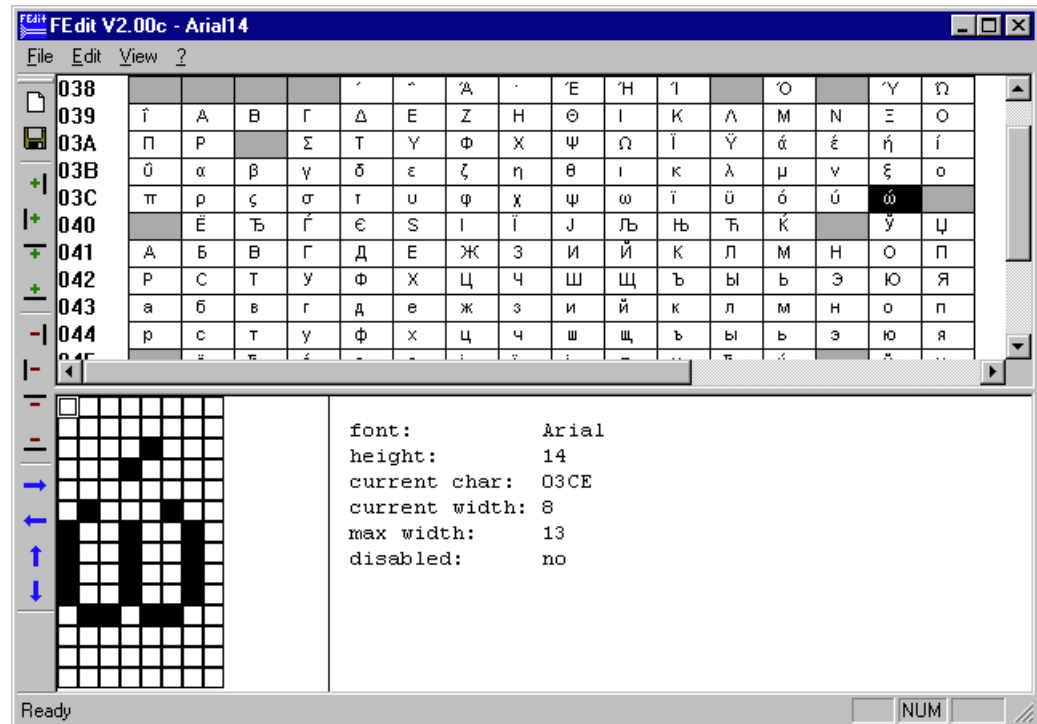 FEdit V2.00c - Arial14
File Edit View ?
038 ΄ ΅ Ά · Έ Ή Ί Ό Ύ Ώ
039 ΐ Α Β Γ Δ Ε Ζ Η Θ Ι Κ Λ Μ Ν Ξ Ο
03A Π Ρ Σ Τ Υ Φ Χ Ψ Ω Ϊ Ϋ ά έ ή ί
03B ΰ α β γ δ ε ζ η θ ι κ λ μ ν ξ ο
03C π ρ ς σ τ υ φ χ ψ ω ϊ ϋ ό ύ ώ
040 Ё Ђ Ѓ Є Ѕ І Ї Ј Љ Њ Ћ Ќ Ў Џ
041 А Б В Г Д Е Ж З И Й К Л М Н О П
042 Р С Т У Ф Х Ц Ч Ш Щ Ъ Ы Ь Э Ю Я
043 а б в г д е ж з и й к л м н о п
044 р с т у ф х ц ч ш щ ъ ы ь э ю я
font: Arial
height: 14
current char: 03CE
current width: 8
max width: 13
disabled: no
Ready NUM